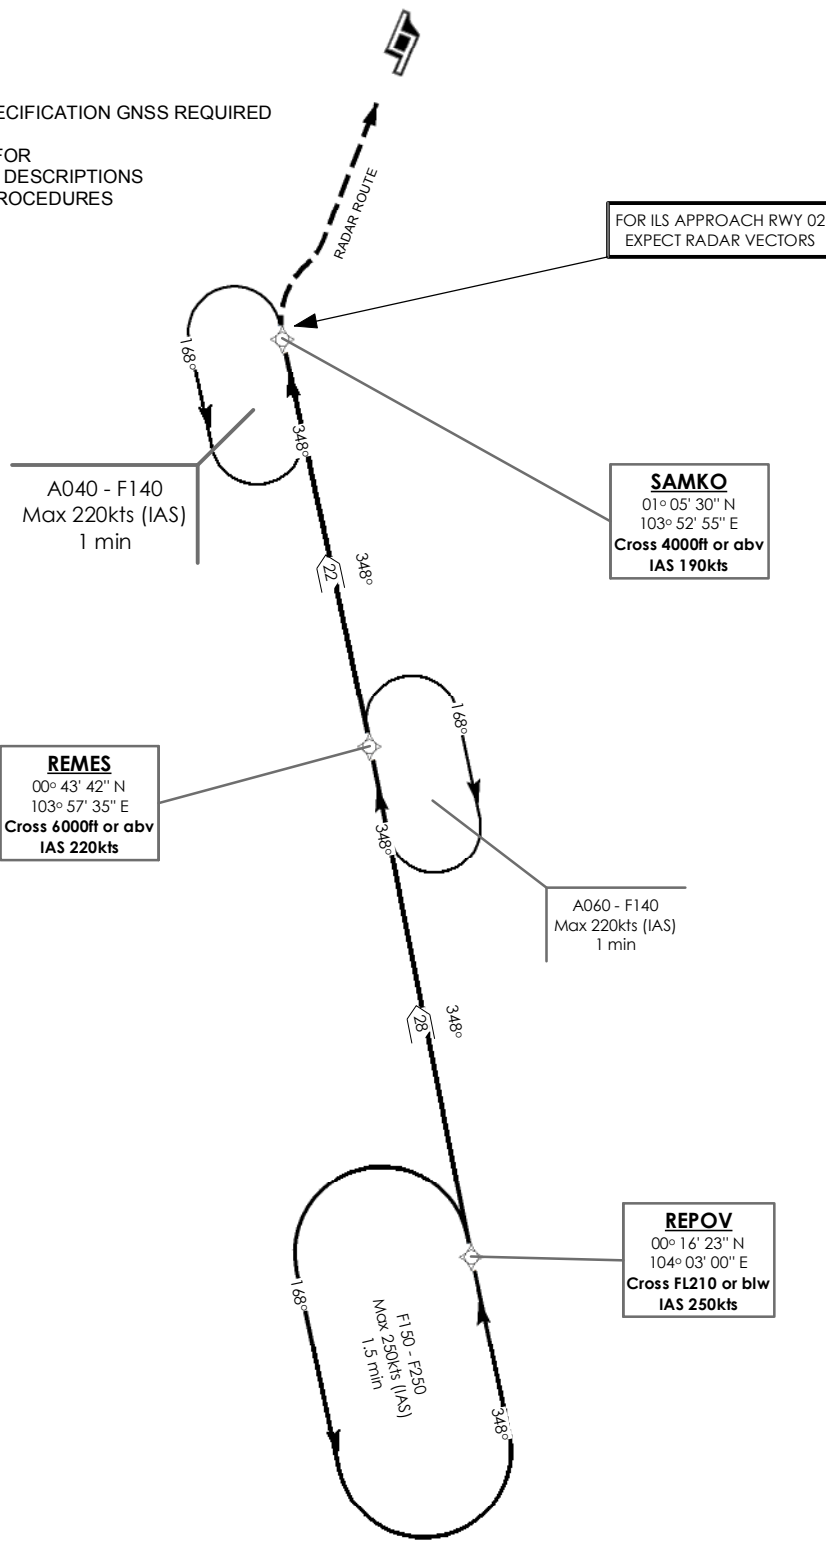 ECIFICATION GNSS REQUIRED
FOR
DESCRIPTIONS
ROCEDURES
RADAR ROUTE
FOR ILS APPROACH RWY 02
EXPECT RADAR VECTORS
168°
348°
A040 - F140
Max 220kts (IAS)
1 min
SAMKO
01° 05' 30" N
103° 52' 55" E
Cross 4000ft or abv
IAS 190kts
22
348°
168°
REMES
00° 43' 42" N
103° 57' 35" E
Cross 6000ft or abv
IAS 220kts
348°
A060 - F140
Max 220kts (IAS)
1 min
28
348°
REPOV
00° 16' 23" N
104° 03' 00" E
Cross FL210 or blw
IAS 250kts
168°
F150 - F250
Max 250kts (IAS)
1.5 min
348°